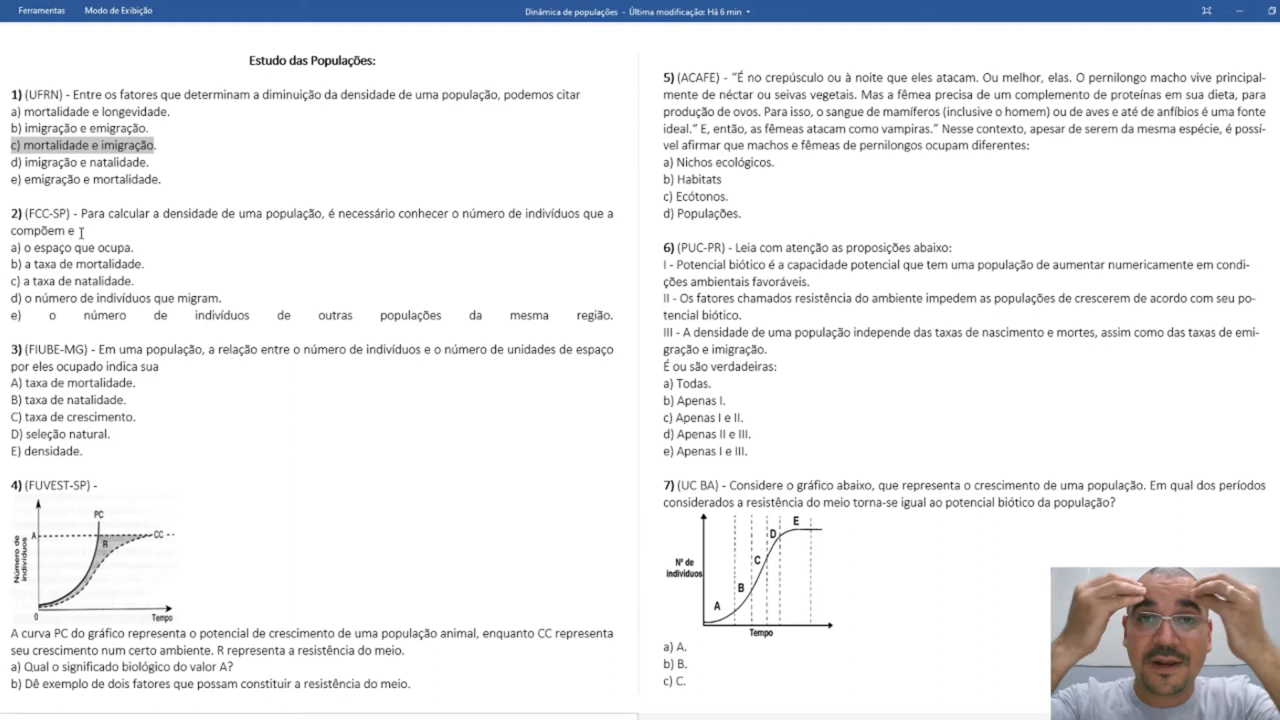 Ferramentas Modo de Exibição Dinâmica de populações - Última modificação: Há 6 min
Estudo das Populações:
1) (UFRN) - Entre os fatores que determinam a diminuição da densidade de uma população, podemos citar
a) mortalidade e longevidade.
b) imigração e emigração.
c) mortalidade e imigração.
d) imigração e natalidade.
e) emigração e mortalidade.
2) (FCC-SP) - Para calcular a densidade de uma população, é necessário conhecer o número de indivíduos que a
compõem e
a) o espaço que ocupa.
b) a taxa de mortalidade.
c) a taxa de natalidade.
d) o número de indivíduos que migram.
e) o número de indivíduos de outras populações da mesma região.
3) (FIUBE-MG) - Em uma população, a relação entre o número de indivíduos e o número de unidades de espaço
por eles ocupado indica sua
A) taxa de mortalidade.
B) taxa de natalidade.
C) taxa de crescimento.
D) seleção natural.
E) densidade.
4) (FUVEST-SP) -
PC
A
CC
R
Número de
indivíduos
0
Tempo
A curva PC do gráfico representa o potencial de crescimento de uma população animal, enquanto CC representa
seu crescimento num certo ambiente. R representa a resistência do meio.
a) Qual o significado biológico do valor A?
b) Dê exemplo de dois fatores que possam constituir a resistência do meio.
5) (ACAFE) - “É no crepúsculo ou à noite que eles atacam. Ou melhor, elas. O pernilongo macho vive principal-
mente de néctar ou seivas vegetais. Mas a fêmea precisa de um complemento de proteínas em sua dieta, para
produção de ovos. Para isso, o sangue de mamíferos (inclusive o homem) ou de aves e até de anfíbios é uma fonte
ideal.” E, então, as fêmeas atacam como vampiras.” Nesse contexto, apesar de serem da mesma espécie, é possí-
vel afirmar que machos e fêmeas de pernilongos ocupam diferentes:
a) Nichos ecológicos.
b) Habitats
c) Ecótonos.
d) Populações.
6) (PUC-PR) - Leia com atenção as proposições abaixo:
I - Potencial biótico é a capacidade potencial que tem uma população de aumentar numericamente em condi-
ções ambientais favoráveis.
II - Os fatores chamados resistência do ambiente impedem as populações de crescerem de acordo com seu po-
tencial biótico.
III - A densidade de uma população independe das taxas de nascimento e mortes, assim como das taxas de emi-
gração e imigração.
É ou são verdadeiras:
a) Todas.
b) Apenas I.
c) Apenas I e II.
d) Apenas II e III.
e) Apenas I e III.
7) (UC BA) - Considere o gráfico abaixo, que representa o crescimento de uma população. Em qual dos períodos
considerados a resistência do meio torna-se igual ao potencial biótico da população?
E
D
C
Nº de
indivíduos
B
A
Tempo
a) A.
b) B.
c) C.